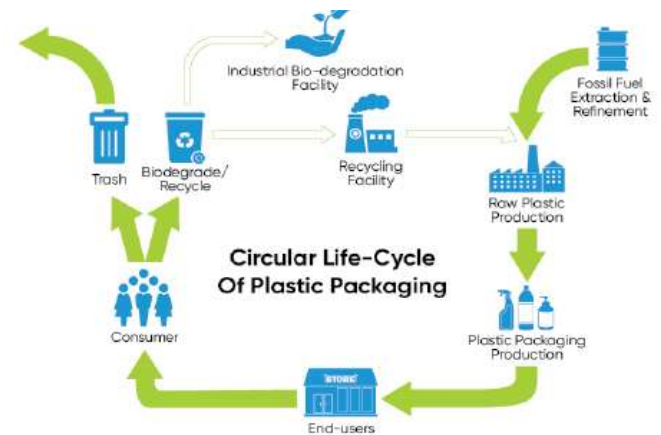 Industrial Bio-degradation
Facility
Fossil Fuel
Extraction &
Refinement
Trash
Biodegrade/
Recycle
Recycling
Facility
Raw Plastic
Production
Circular Life-Cycle
Of Plastic Packaging
Consumer
Plastic Packaging
Production
STORE
End-users